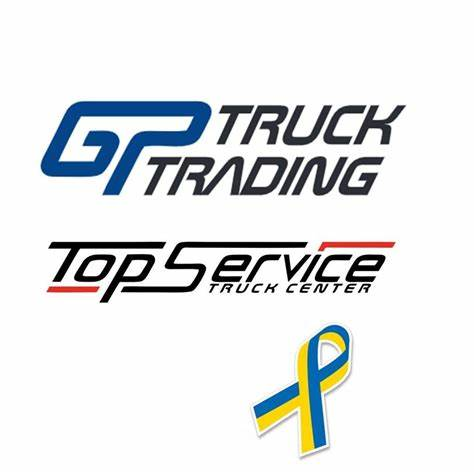 GP TRUCK
TRADING
TopService
TRUCK CENTER